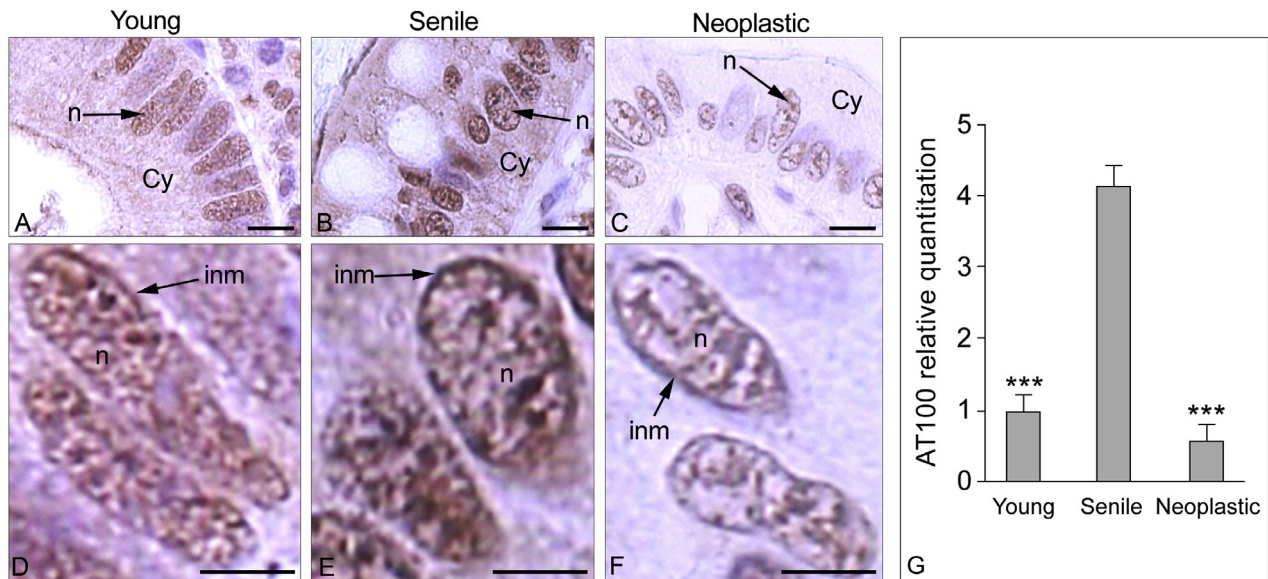 Young
Senile
Neoplastic
n
Cy
A
n
Cy
B
n
Cy
C
inm
n
D
inm
n
E
n
inm
F
AT100 relative quantitation
5
4
3
2
1
0
***
***
Young
Senile
Neoplastic
G